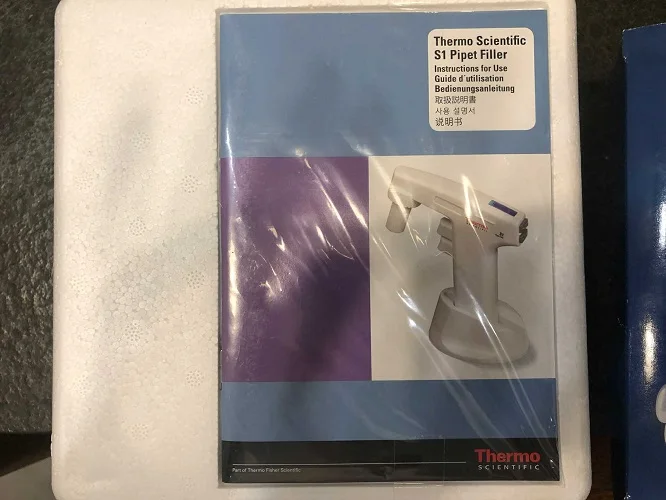 Thermo Scientific
S1 Pipet Filler
Instructions for Use
Guide d'utilisation
Bedienungsanleitung
取扱説明書
사용 설명서
说明书
Part of Thermo Fisher Scientific
Thermo
SCIENTIFIC